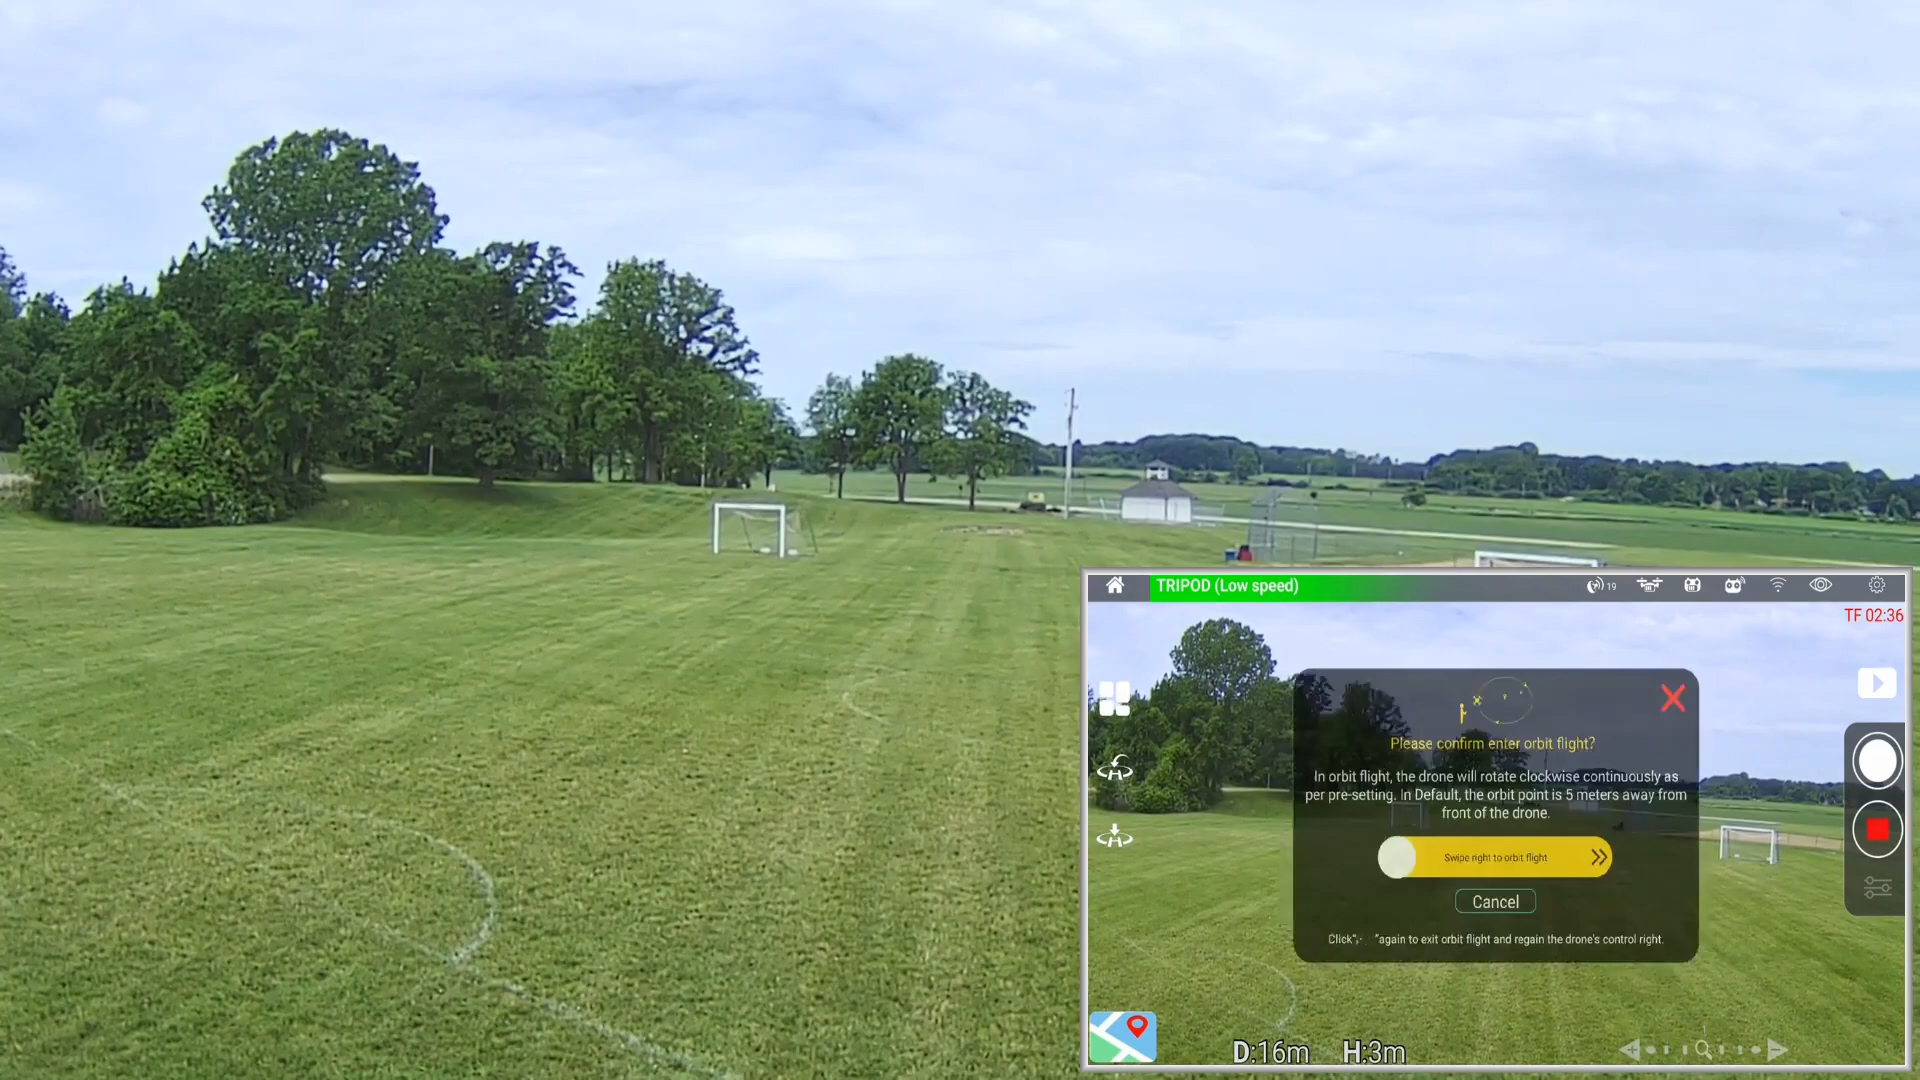 TRIPOD (Low speed)
19
TF 02:36
Please confirm enter orbit flight?
In orbit flight, the drone will rotate clockwise continuously as
per pre-setting. In Default, the orbit point is 5 meters away from
front of the drone.
Swipe right to orbit flight
Cancel
Click" "again to exit orbit flight and regain the drone's control right.
D:16m H:3m